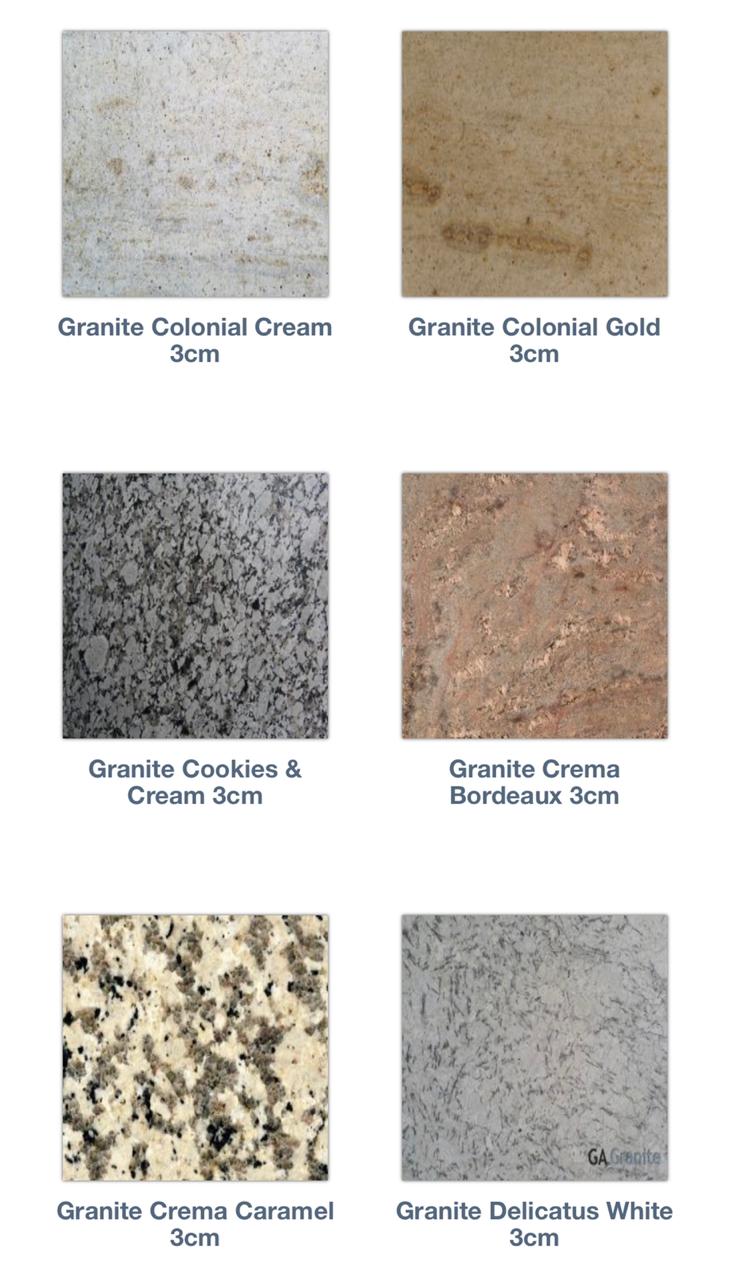 Granite Colonial Cream
3cm
Granite Colonial Gold
3cm
Granite Cookies &
Cream 3cm
Granite Crema
Bordeaux 3cm
GA Granite
Granite Crema Caramel
3cm
Granite Delicatus White
3cm